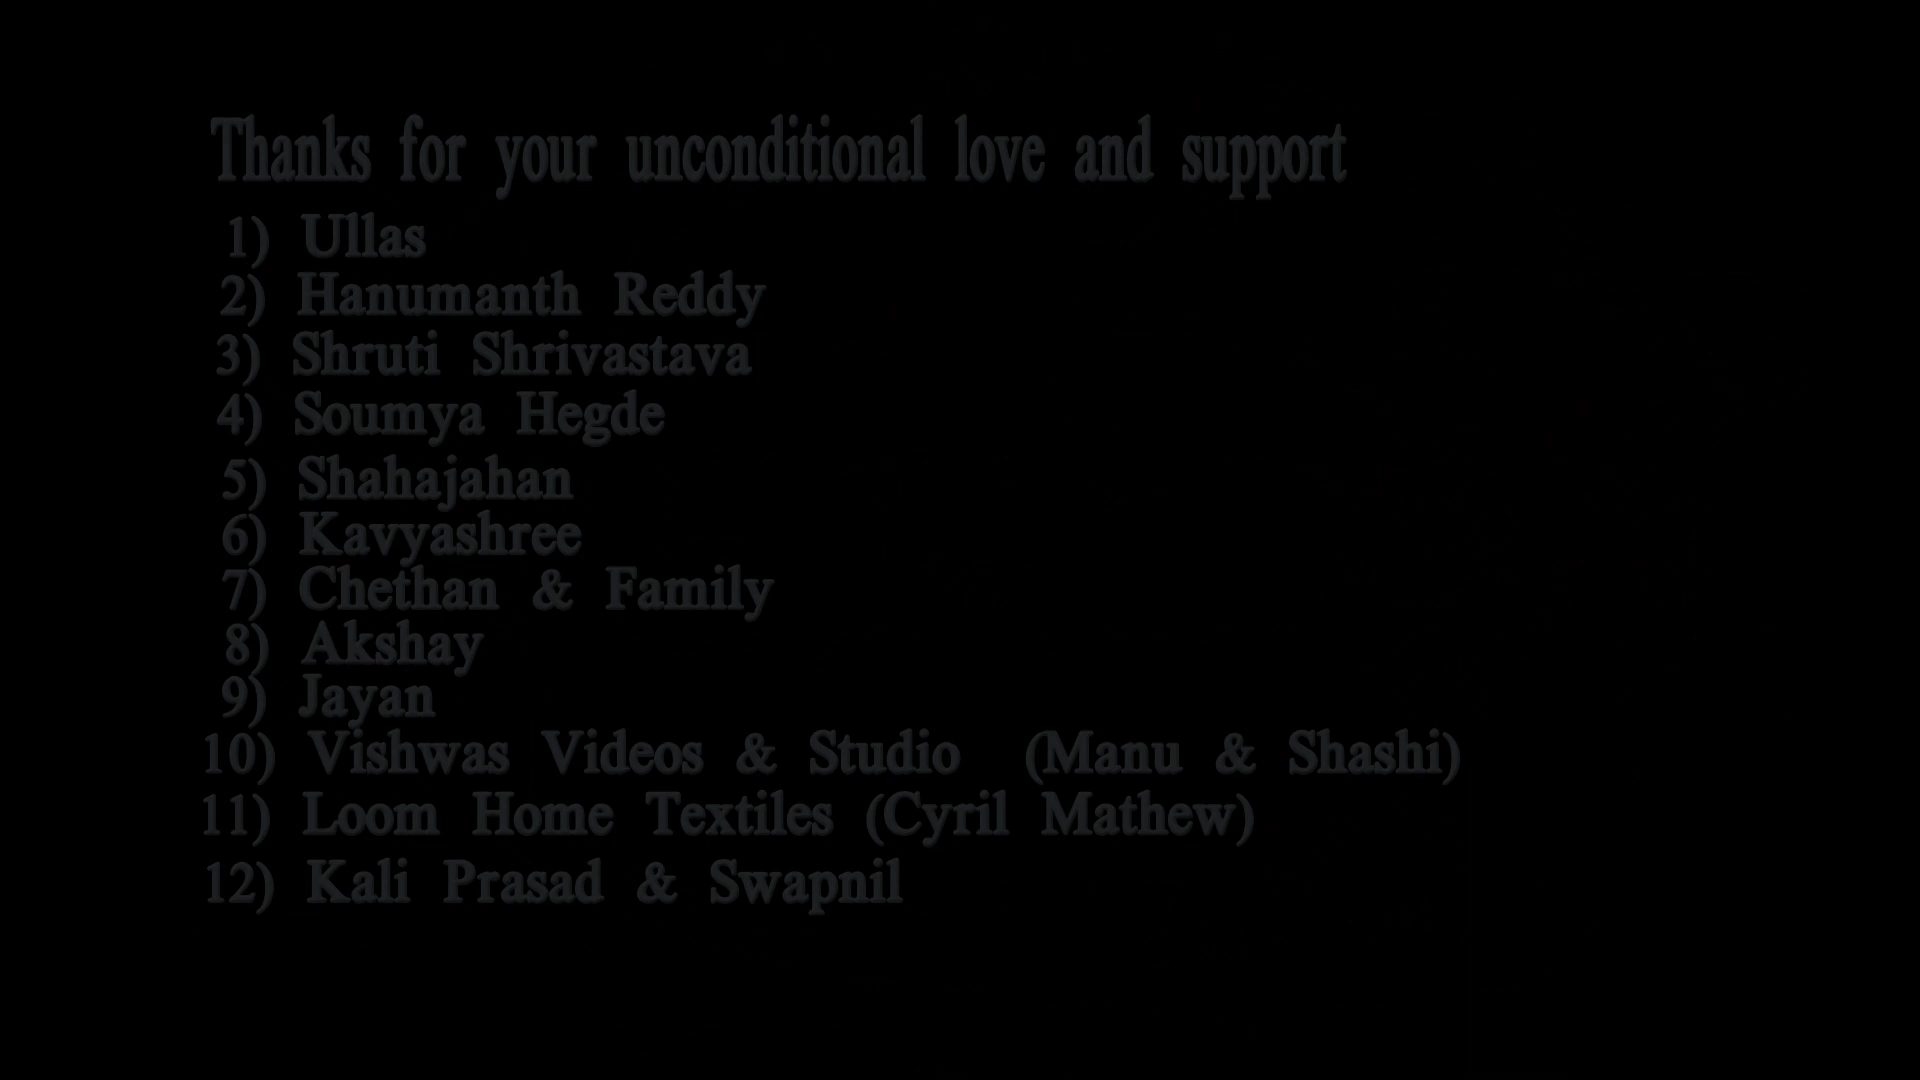 Thanks for your unconditional love and support
1) Ullas
2) Hanumanth Reddy
3) Shruti Shrivastava
4) Soumya Hegde
5) Shahajahan
6) Kavyashree
7) Chethan & Family
8) Akshay
9) Jayan
10) Vishwas Videos & Studio (Manu & Shashi)
11) Loom Home Textiles (Cyril Mathew)
12) Kali Prasad & Swapnil